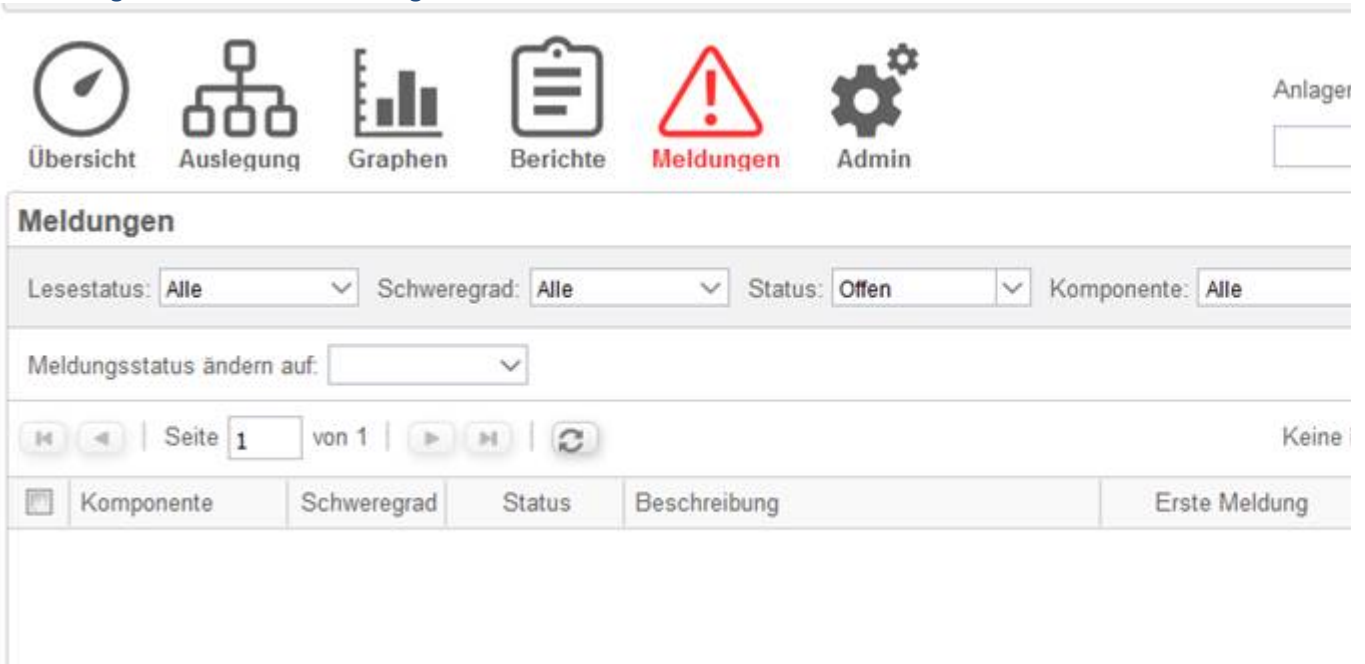 Übersicht Auslegung Graphen Berichte Meldungen Admin
Meldungen
Lesestatus: Alle Schweregrad: Alle Status: Offen Komponente: Alle
Meldungsstatus ändern auf:
Seite 1 von 1 Keine
Komponente Schweregrad Status Beschreibung Erste Meldung